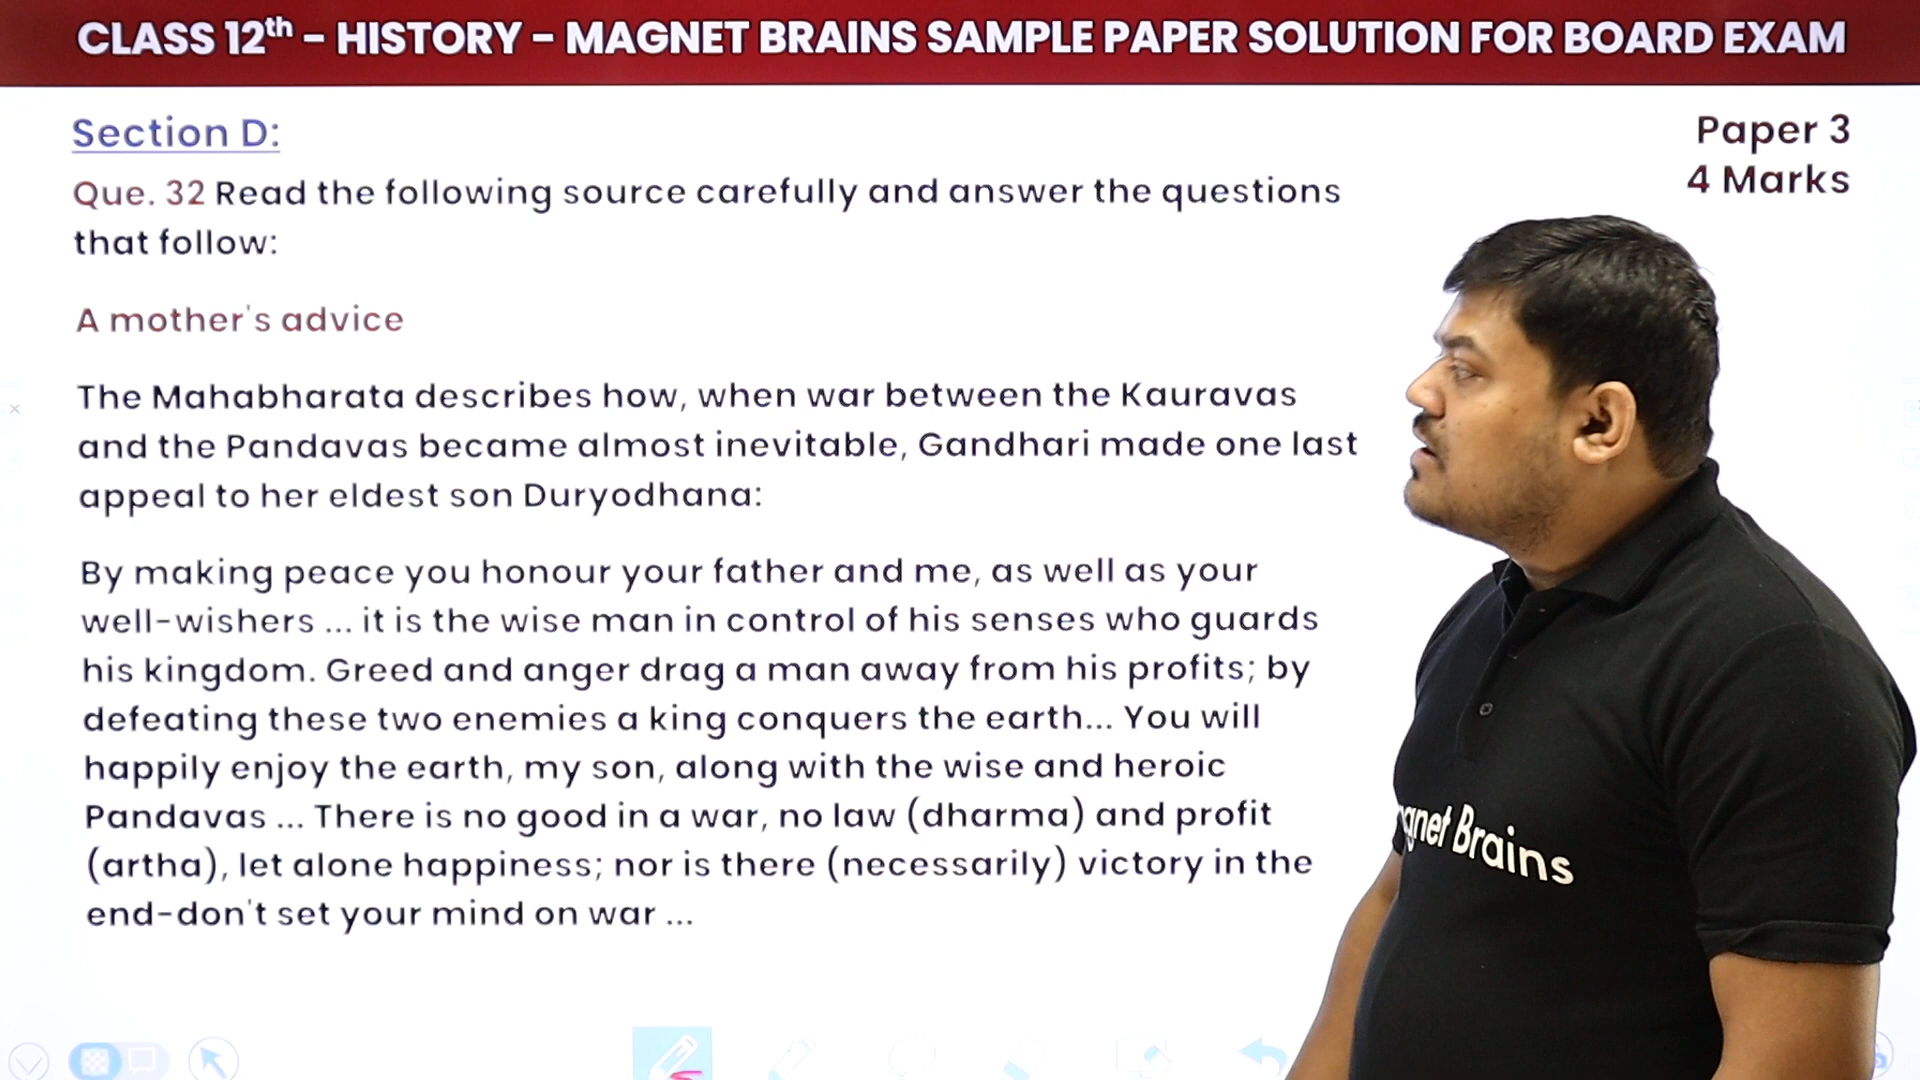 CLASS 12th - HISTORY - MAGNET BRAINS SAMPLE PAPER SOLUTION FOR BOARD EXAM
Section D:
Paper 3
4 Marks
Que. 32 Read the following source carefully and answer the questions
that follow:
A mother's advice
The Mahabharata describes how, when war between the Kauravas
and the Pandavas became almost inevitable, Gandhari made one last
appeal to her eldest son Duryodhana:
By making peace you honour your father and me, as well as your
well-wishers ... it is the wise man in control of his senses who guards
his kingdom. Greed and anger drag a man away from his profits; by
defeating these two enemies a king conquers the earth... You will
happily enjoy the earth, my son, along with the wise and heroic
Pandavas ... There is no good in a war, no law (dharma) and profit
(artha), let alone happiness; nor is there (necessarily) victory in the
end-don't set your mind on war ...
gnet Brains